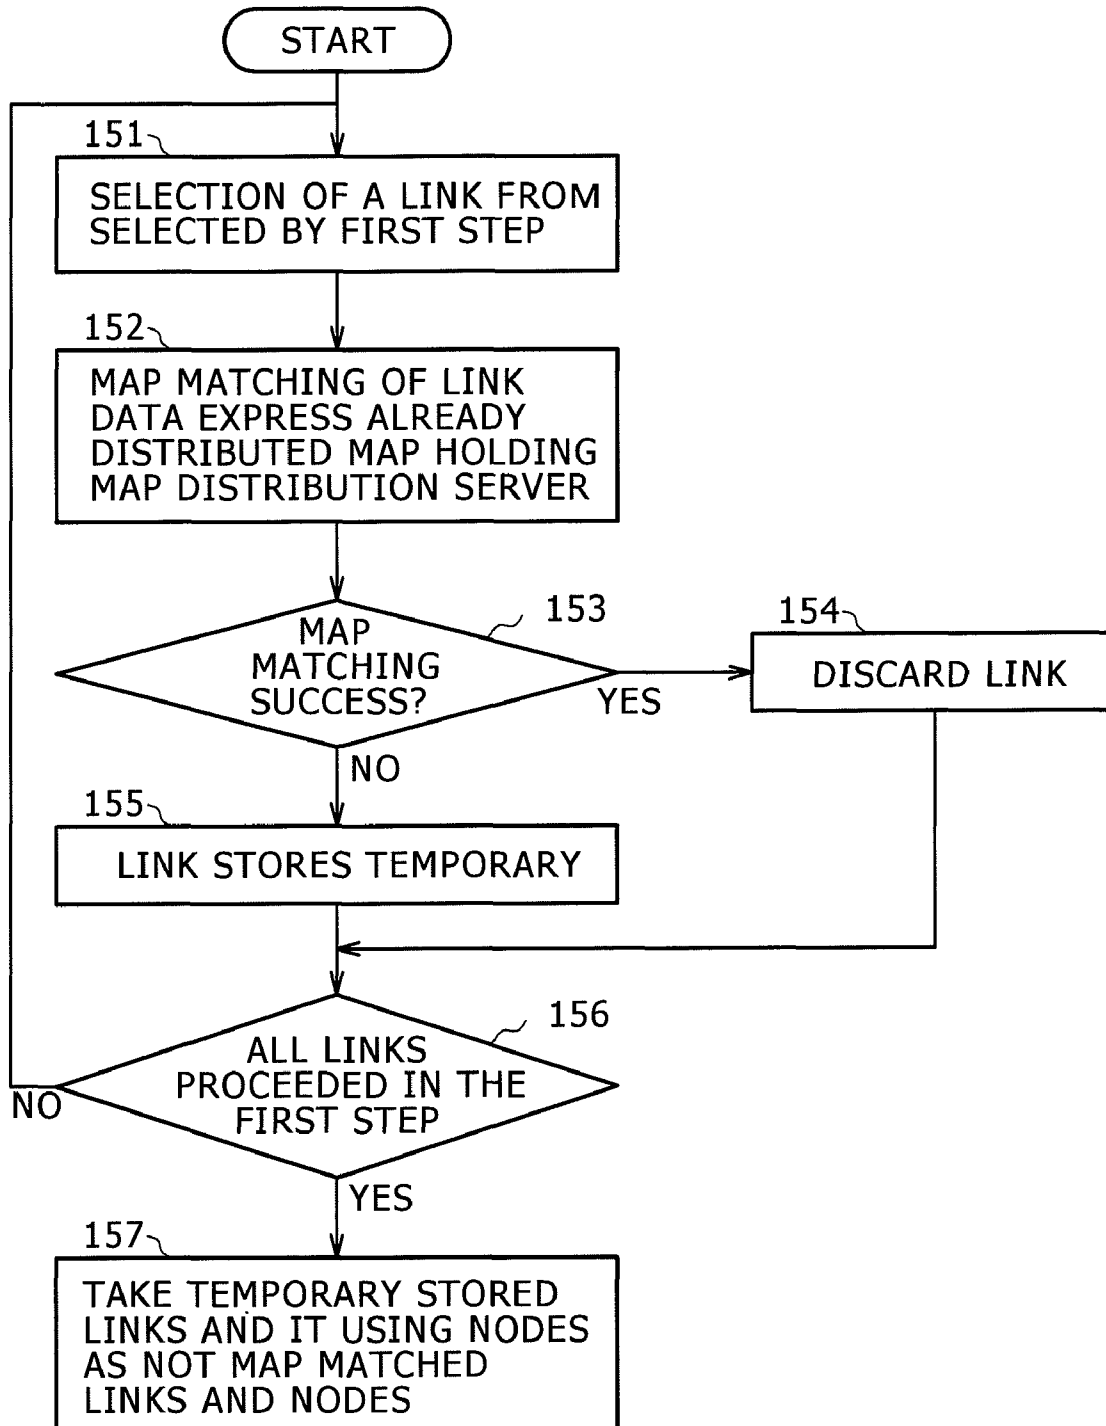 START
151
SELECTION OF A LINK FROM
SELECTED BY FIRST STEP
152
MAP MATCHING OF LINK
DATA EXPRESS ALREADY
DISTRIBUTED MAP HOLDING
MAP DISTRIBUTION SERVER
153
MAP
MATCHING
SUCCESS?
YES
154
DISCARD LINK
NO
155
LINK STORES TEMPORARY
156
ALL LINKS
PROCEEDED IN THE
FIRST STEP
NO
YES
157
TAKE TEMPORARY STORED
LINKS AND IT USING NODES
AS NOT MAP MATCHED
LINKS AND NODES